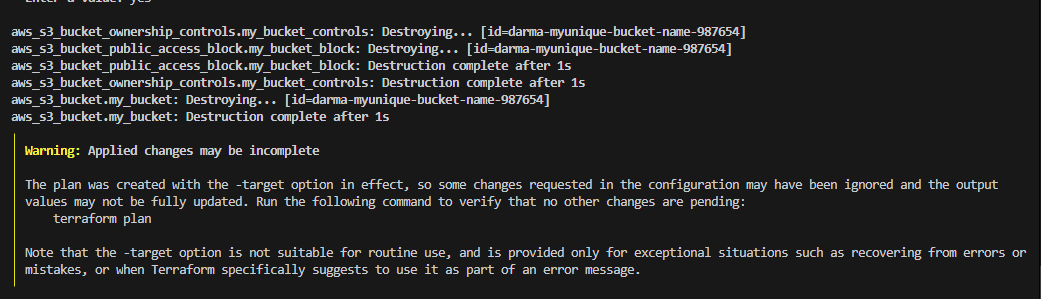 Enter a value: yes
aws_s3_bucket_ownership_controls.my_bucket_controls: Destroying... [id=darma-myunique-bucket-name-987654]
aws_s3_bucket_public_access_block.my_bucket_block: Destroying... [id=darma-myunique-bucket-name-987654]
aws_s3_bucket_public_access_block.my_bucket_block: Destruction complete after 1s
aws_s3_bucket_ownership_controls.my_bucket_controls: Destruction complete after 1s
aws_s3_bucket.my_bucket: Destroying... [id=darma-myunique-bucket-name-987654]
aws_s3_bucket.my_bucket: Destruction complete after 1s
Warning: Applied changes may be incomplete
The plan was created with the -target option in effect, so some changes requested in the configuration may have been ignored and the output
values may not be fully updated. Run the following command to verify that no other changes are pending:
terraform plan
Note that the -target option is not suitable for routine use, and is provided only for exceptional situations such as recovering from errors or
mistakes, or when Terraform specifically suggests to use it as part of an error message.